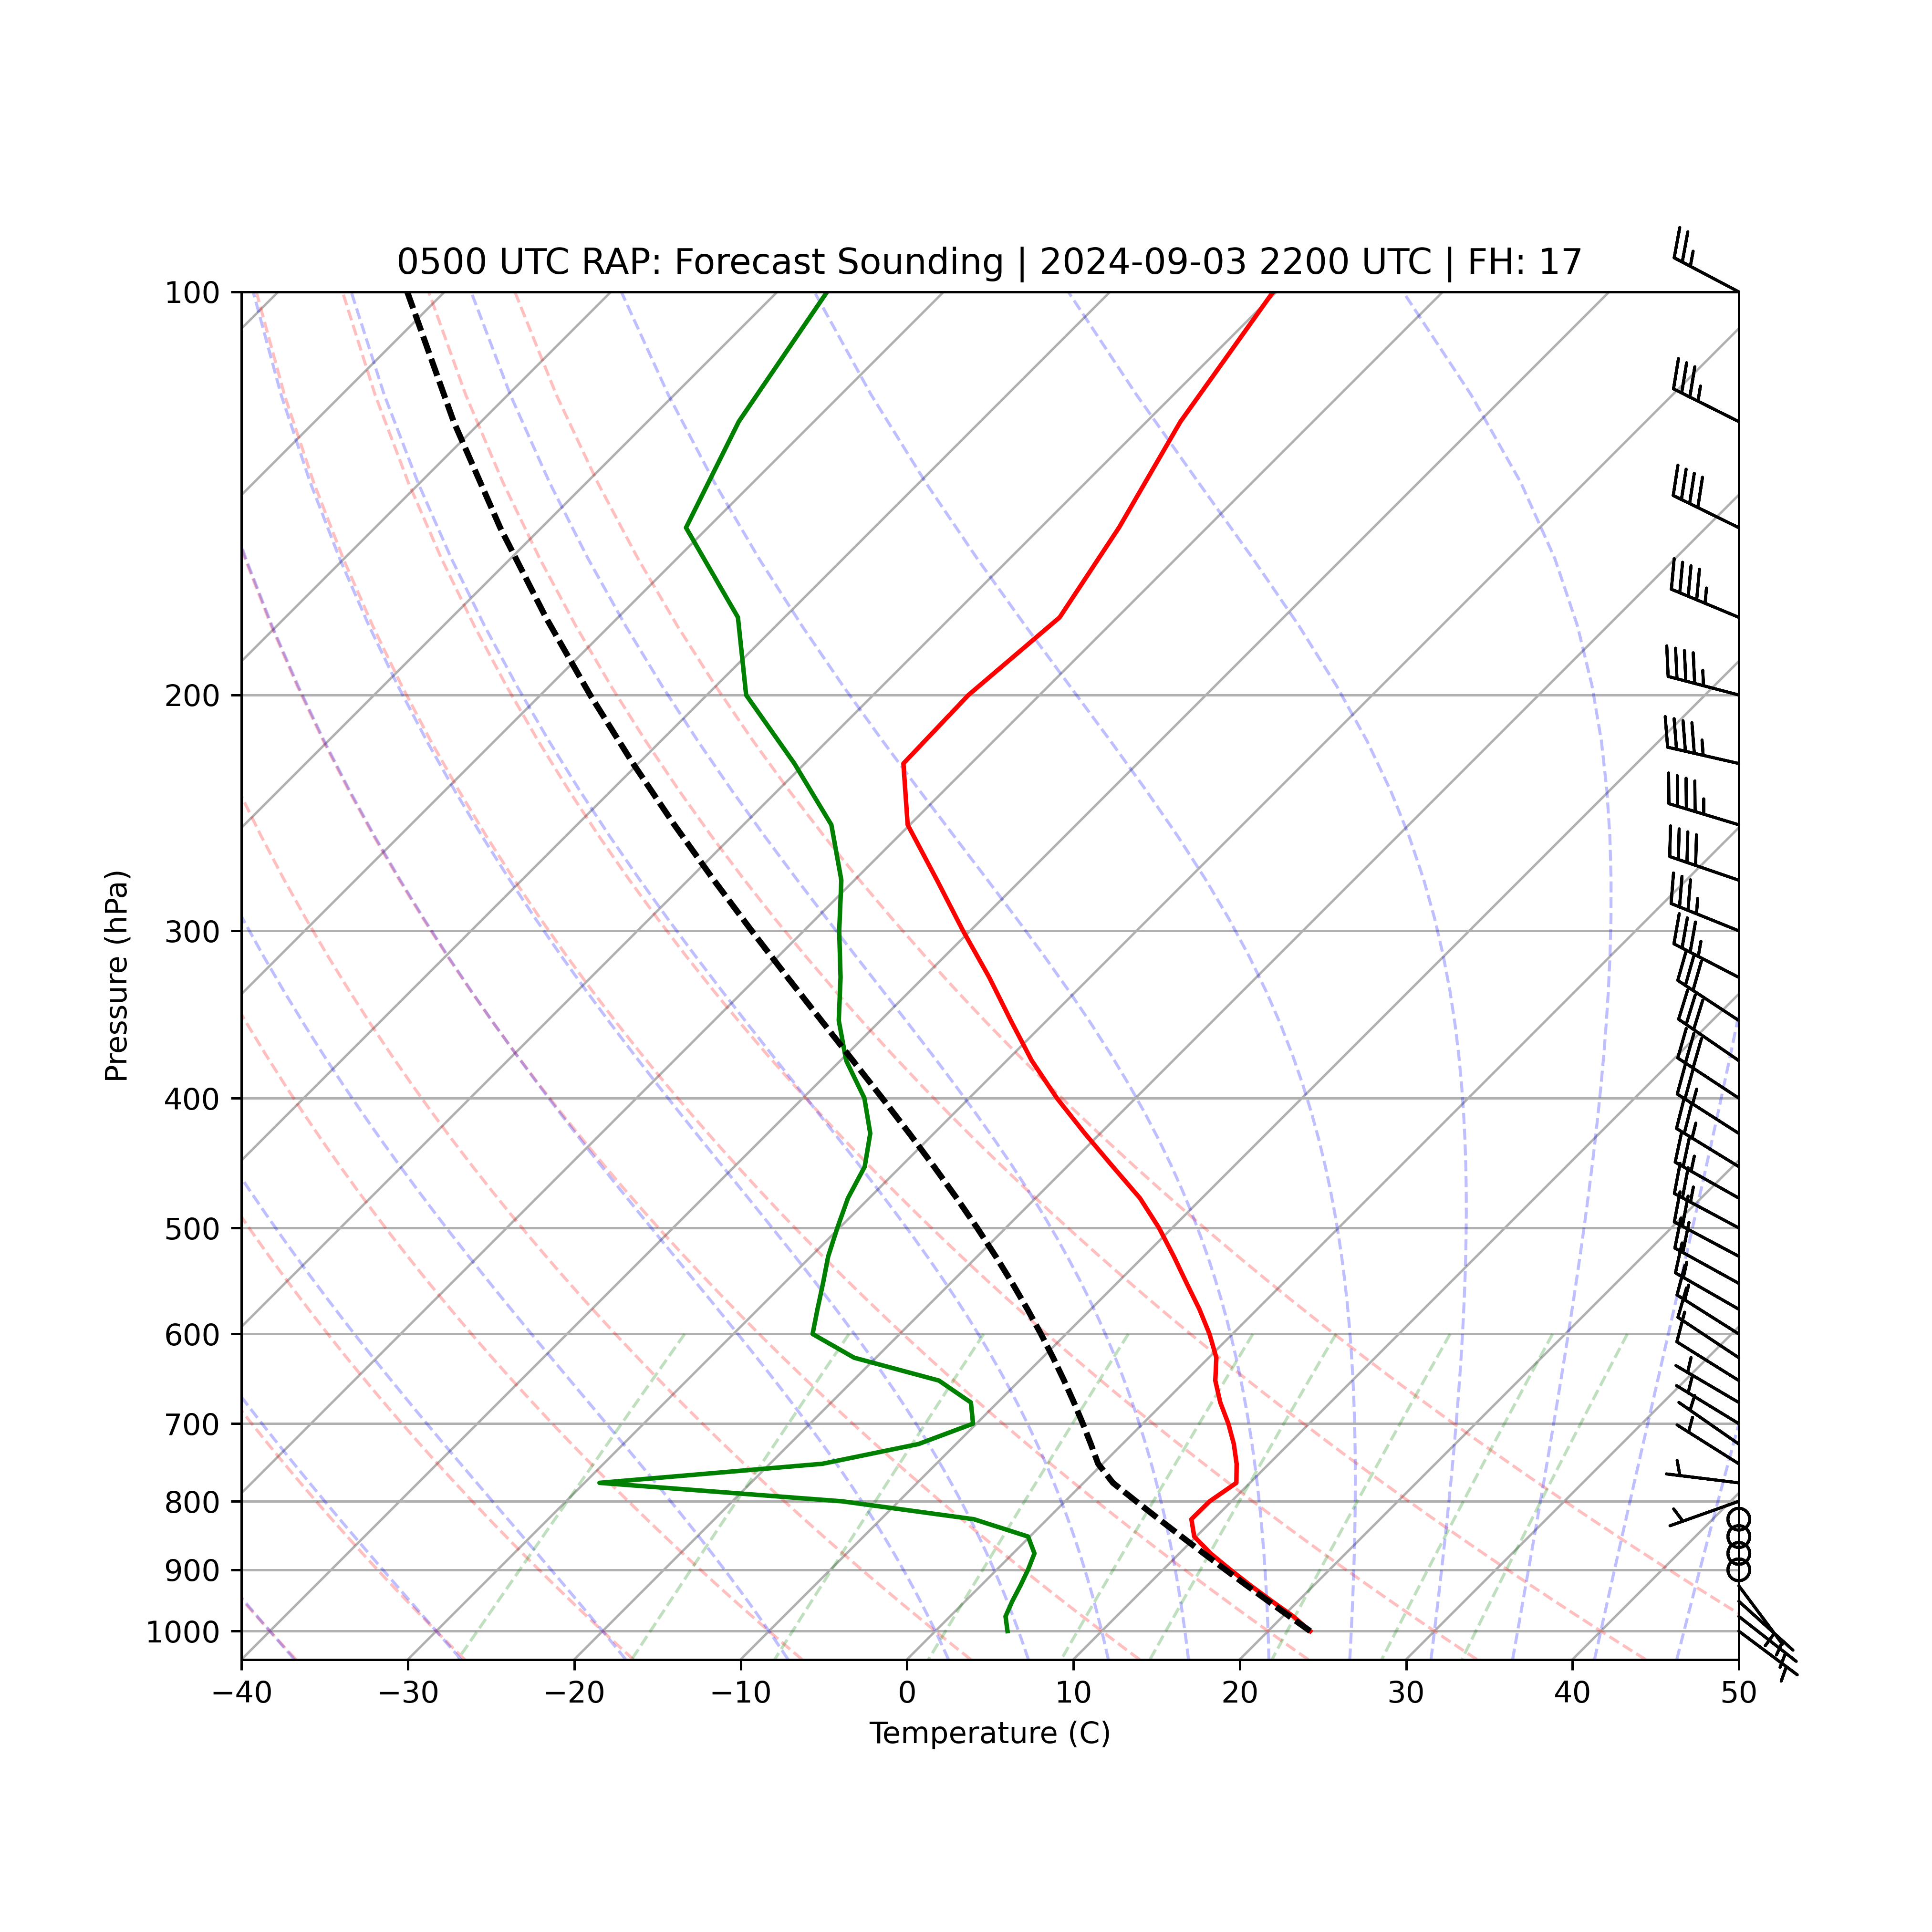 0500 UTC RAP: Forecast Sounding | 2024-09-03 2200 UTC | FH: 17
100
200
300
400
500
600
700
800
900
1000
Pressure (hPa)
−40 −30 −20 −10 0 10 20 30 40 50
Temperature (C)